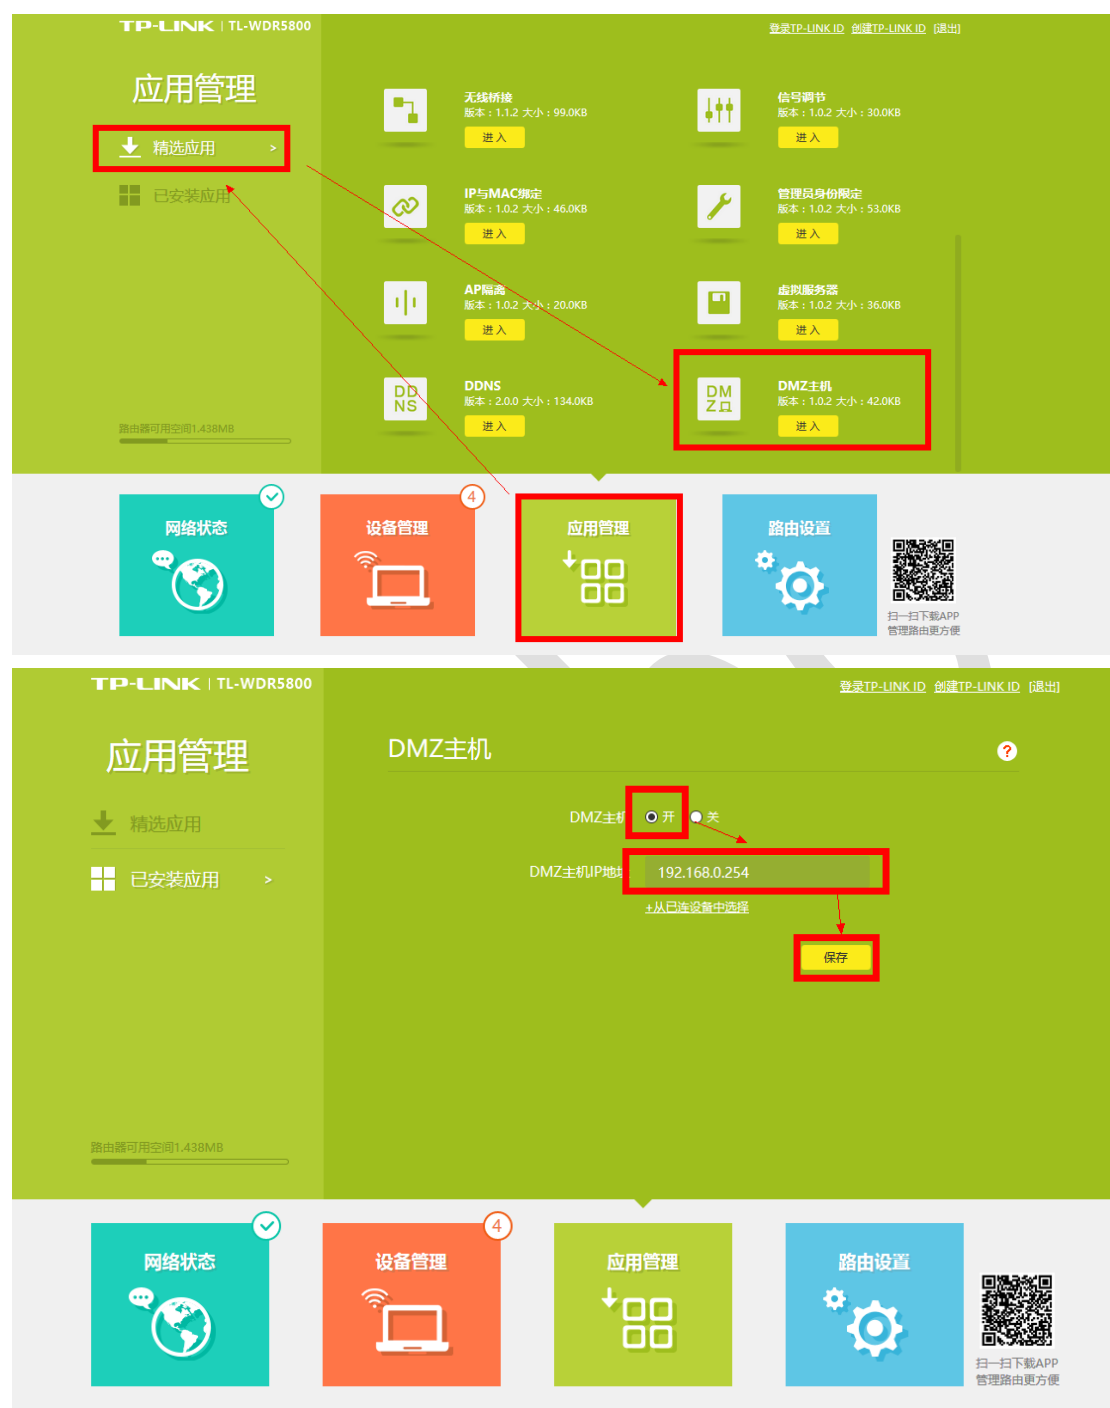 TP-LINK | TL-WDR5800
登录TP-LINK ID 创建TP-LINK ID [退出]
应用管理
精选应用 >
已安装应用
路由器可用空间1.438MB
无线桥接
版本：1.1.2 大小：99.0KB
进入
信号调节
版本：1.0.2 大小：30.0KB
进入
IP与MAC绑定
版本：1.0.2 大小：46.0KB
进入
管理员身份限定
版本：1.0.2 大小：53.0KB
进入
AP隔离
版本：1.0.2 大小：20.0KB
进入
虚拟服务器
版本：1.0.2 大小：36.0KB
进入
DD
NS
DDNS
版本：2.0.0 大小：134.0KB
进入
DM
Z
DMZ主机
版本：1.0.2 大小：42.0KB
进入
网络状态
设备管理
4
应用管理
路由设置
扫一扫下载APP
管理路由更方便
TP-LINK | TL-WDR5800
登录TP-LINK ID 创建TP-LINK ID [退出]
应用管理
精选应用
已安装应用 >
路由器可用空间1.438MB
DMZ主机
?
DMZ主机 开 关
DMZ主机IP地址 192.168.0.254
+从已连设备中选择
保存
网络状态
设备管理
4
应用管理
路由设置
扫一扫下载APP
管理路由更方便